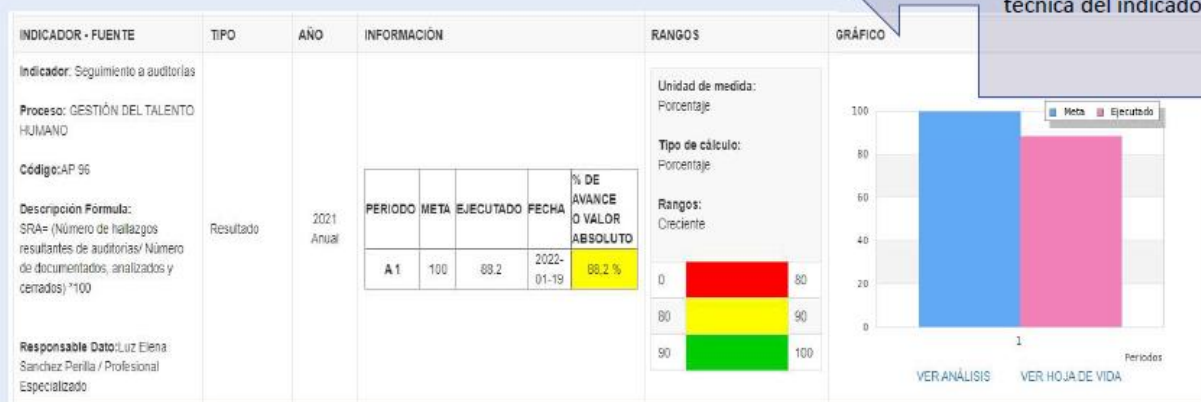 técnica del indicado
INDICADOR - FUENTE
TIPO
AÑO
INFORMACIÓN
RANGOS
GRÁFICO
Indicador: Seguimiento a auditorías
Proceso: GESTIÓN DEL TALENTO
HUMANO
Código:AP 96
Descripción Fórmula:
SRA= (Número de hallazgos
resultantes de auditorias/ Número
de documentados, analizados y
cerrados) *100
Responsable Dato:Luz Elena
Sanchez Perilla / Profesional
Especializado
Resultado
2021
Anual
PERIODO META EJECUTADO FECHA % DE
AVANCE
O VALOR
ABSOLUTO
A 1 100 88.2 2022-
01-19 88,2 %
Unidad de medida:
Porcentaje
Tipo de cálculo:
Porcentaje
Rangos:
Creciente
0 80
80 90
90 100
Meta Ejecutado
100
80
60
40
20
0
1
Periodos
VER ANÁLISIS VER HOJA DE VIDA